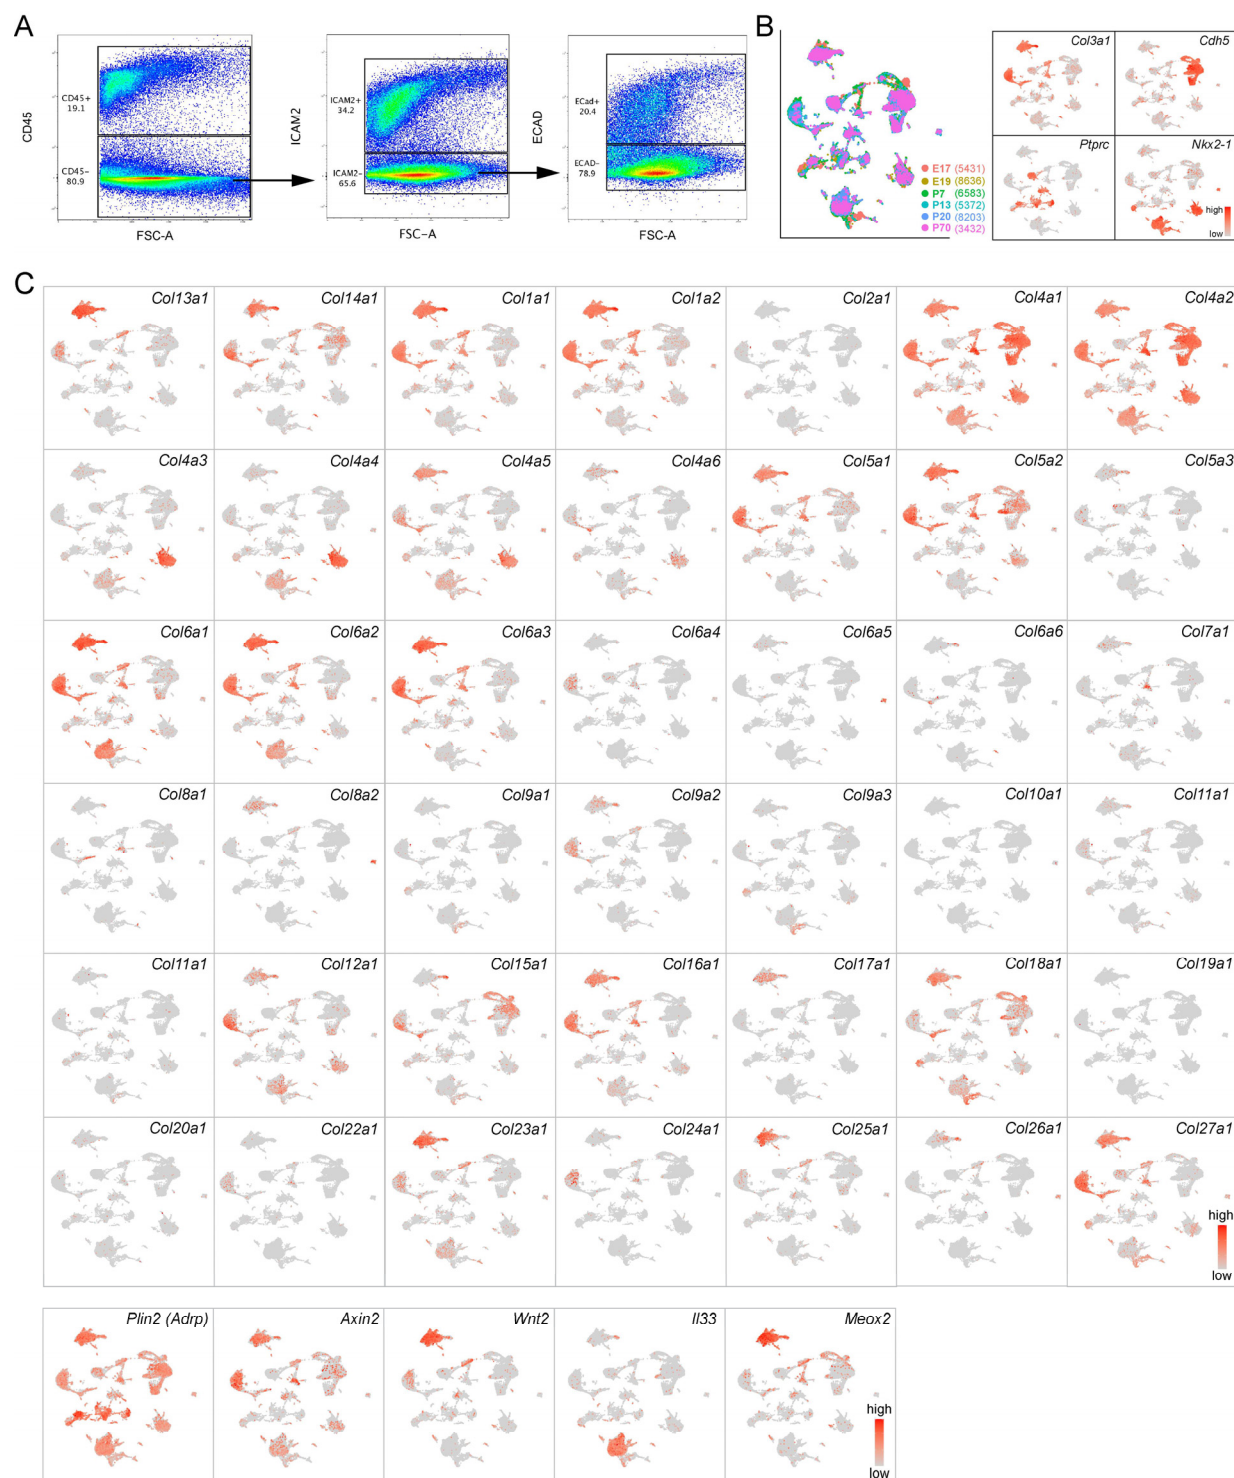 A
CD45
CD45+
19.1
CD45-
80.9
FSC-A
ICAM2
ICAM2+
34.2
ICAM2-
65.6
FSC-A
ECAD
ECad+
20.4
ECAD-
78.9
FSC-A
B
E17 (5431)
E19 (8636)
P7 (6583)
P13 (5372)
P20 (8203)
P70 (3432)
Col3a1
Cdh5
Ptprc
Nkx2-1
high
low
C
Col13a1
Col14a1
Col1a1
Col1a2
Col2a1
Col4a1
Col4a2
Col4a3
Col4a4
Col4a5
Col4a6
Col5a1
Col5a2
Col5a3
Col6a1
Col6a2
Col6a3
Col6a4
Col6a5
Col6a6
Col7a1
Col8a1
Col8a2
Col9a1
Col9a2
Col9a3
Col10a1
Col11a1
Col11a1
Col12a1
Col15a1
Col16a1
Col17a1
Col18a1
Col19a1
Col20a1
Col22a1
Col23a1
Col24a1
Col25a1
Col26a1
Col27a1
high
low
Plin2 (Adrp)
Axin2
Wnt2
Il33
Meox2
high
low